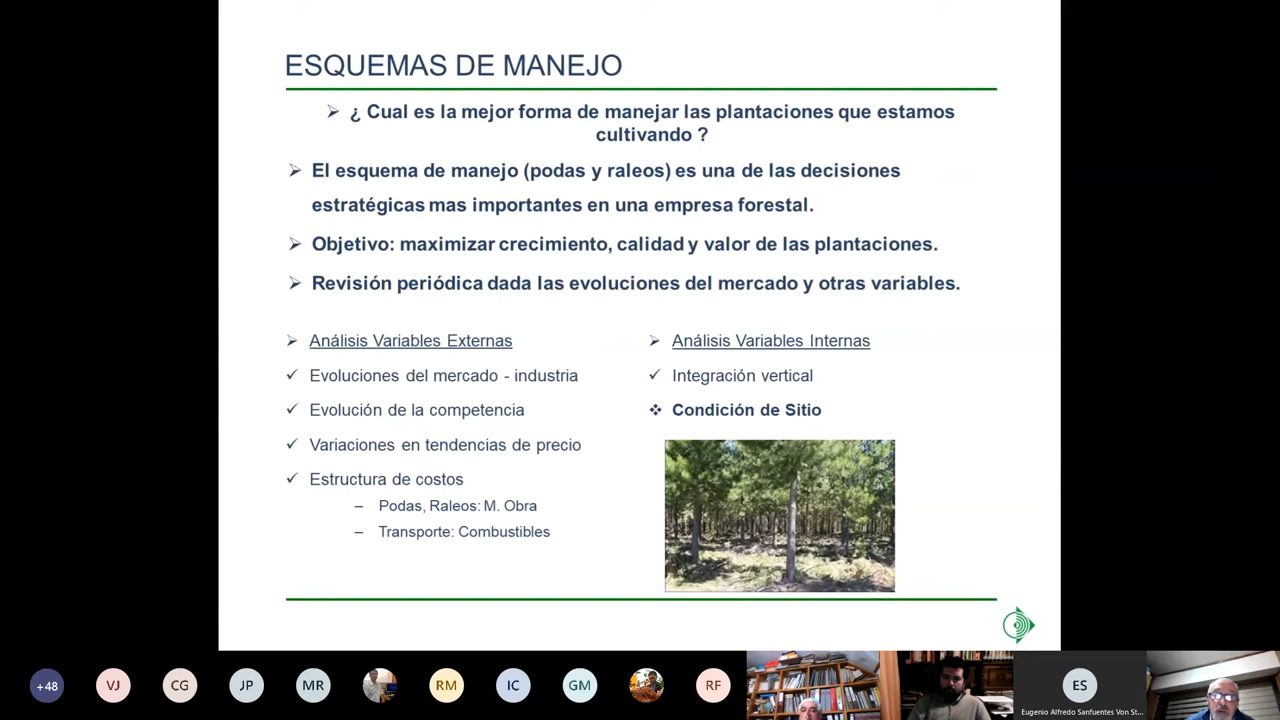 ESQUEMAS DE MANEJO
¿ Cual es la mejor forma de manejar las plantaciones que estamos
cultivando ?
El esquema de manejo (podas y raleos) es una de las decisiones
estratégicas mas importantes en una empresa forestal.
Objetivo: maximizar crecimiento, calidad y valor de las plantaciones.
Revisión periódica dada las evoluciones del mercado y otras variables.
Análisis Variables Externas
Evoluciones del mercado - industria
Evolución de la competencia
Variaciones en tendencias de precio
Estructura de costos
– Podas, Raleos: M. Obra
– Transporte: Combustibles
Análisis Variables Internas
Integración vertical
Condición de Sitio
+48
VJ
CG
JP
MR
RM
IC
GM
RF
ES
Eugenio Alfredo Sanfuentes Von St...